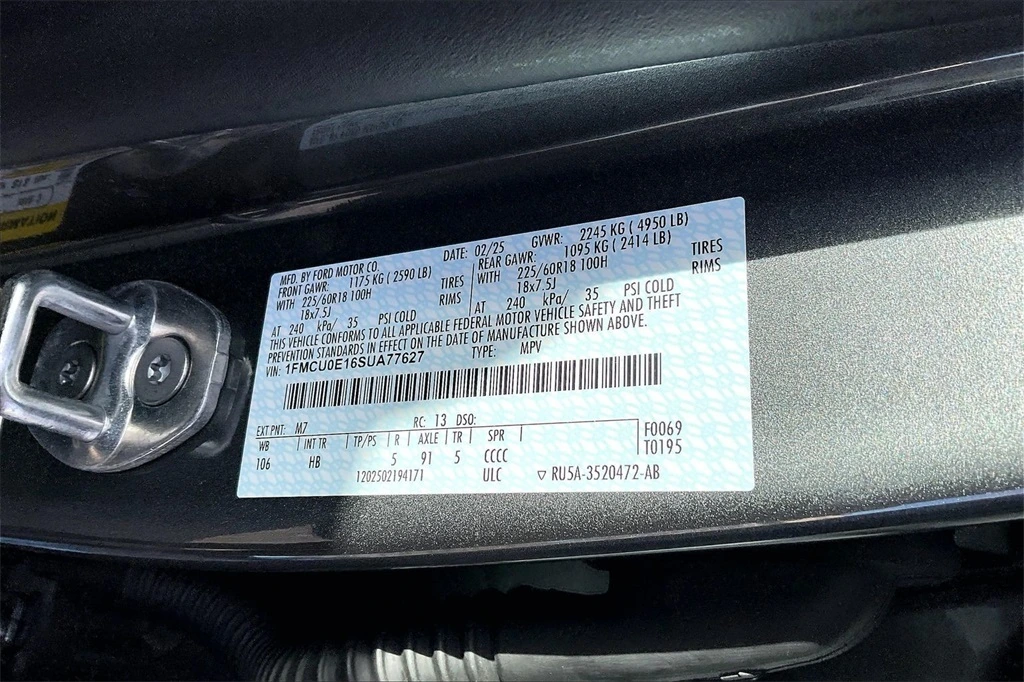 MFD. BY FORD MOTOR CO. DATE: 02/25 GVWR: 2245 KG ( 4950 LB)
FRONT GAWR: 1175 KG ( 2590 LB) REAR GAWR: 1095 KG ( 2414 LB)
WITH 225/60R18 100H TIRES WITH 225/60R18 100H TIRES
18x7.5J RIMS 18x7.5J RIMS
AT 240 kPa/ 35 PSI COLD AT 240 kPa/ 35 PSI COLD
THIS VEHICLE CONFORMS TO ALL APPLICABLE FEDERAL MOTOR VEHICLE SAFETY AND THEFT
PREVENTION STANDARDS IN EFFECT ON THE DATE OF MANUFACTURE SHOWN ABOVE.
VIN: 1FMCU0E16SUA77627 TYPE: MPV
EXT PNT: M7 RC: 13 DSO:
WB INT TR TP/PS R AXLE TR SPR F0069
106 HB 5 91 5 CCCC T0195
1202502194171 ULC ▽ RU5A-3520472-AB